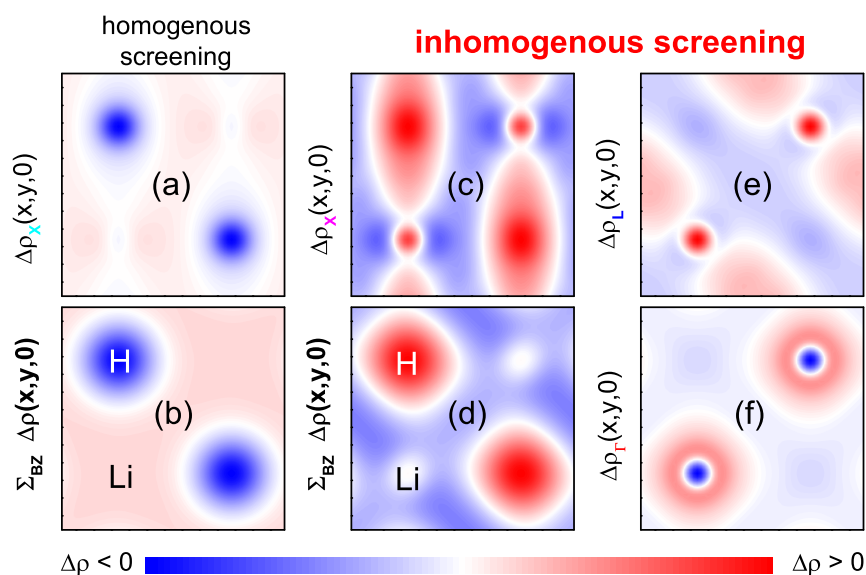 homogenous
screening
inhomogenous screening
Δρ_X(x,y,0)
(a)
Δρ_X(x,y,0)
(c)
Δρ_L(x,y,0)
(e)
Σ_BZ Δρ(x,y,0)
H
(b)
Li
Σ_BZ Δρ(x,y,0)
H
(d)
Li
Δρ_Γ(x,y,0)
(f)
Δρ < 0
Δρ > 0